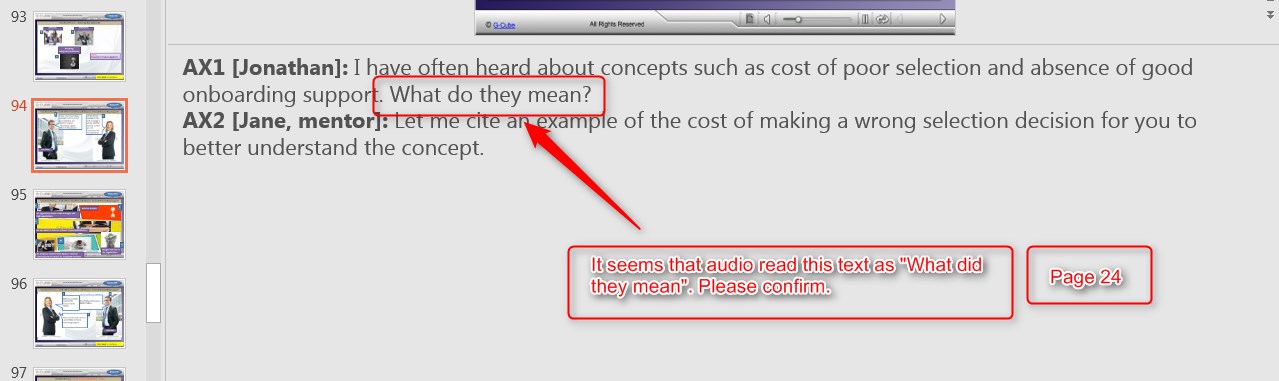 93
94
95
96
97
© G-Cube
All Rights Reserved
AX1 [Jonathan]: I have often heard about concepts such as cost of poor selection and absence of good
onboarding support. What do they mean?
AX2 [Jane, mentor]: Let me cite an example of the cost of making a wrong selection decision for you to
better understand the concept.
It seems that audio read this text as "What did
they mean". Please confirm.
Page 24